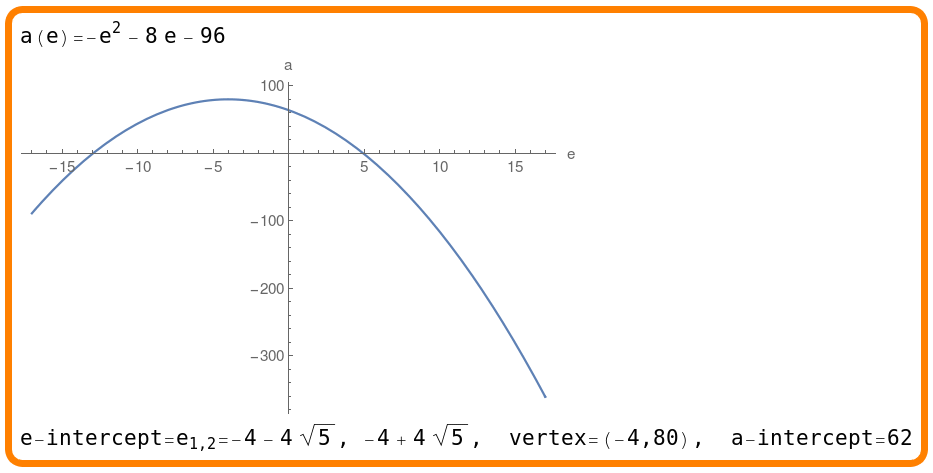 a(e)=-e² - 8 e - 96
a
100
-15 -10 -5 5 10 15 e
-100
-200
-300
e-intercept=e₁,₂=-4 - 4 √5, -4 + 4 √5, vertex=(-4,80), a-intercept=62